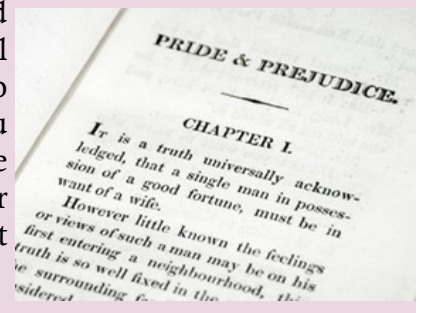 d
l
o
u
e
r
t
PRIDE & PREJUDICE.
CHAPTER I.
It is a truth universally acknow-
ledged, that a single man in posses-
sion of a good fortune, must be in
want of a wife.
However little known the feelings
or views of such a man may be on his
first entering a neighbourhood, this
truth is so well fixed in the
surrounding